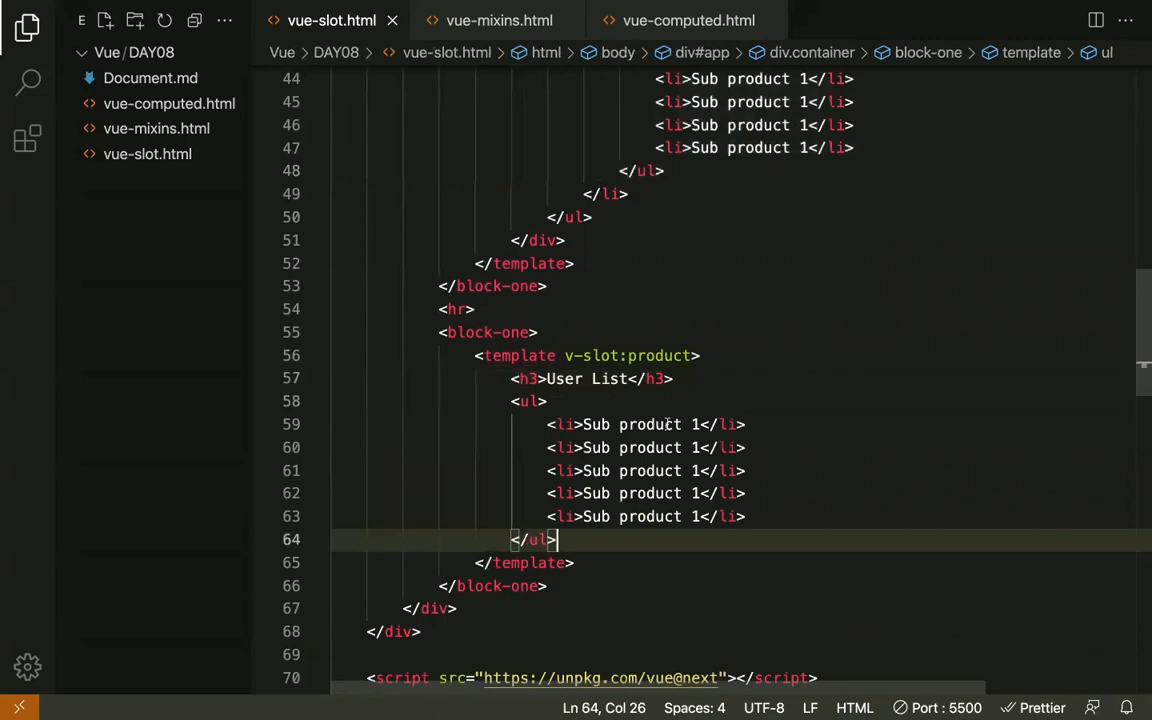 vue-slot.html
vue-mixins.html
vue-computed.html
E
Vue/DAY08
Document.md
vue-computed.html
vue-mixins.html
vue-slot.html
Vue > DAY08 > vue-slot.html > html > body > div#app > div.container > block-one > template > ul
44 <li>Sub product 1</li>
45 <li>Sub product 1</li>
46 <li>Sub product 1</li>
47 <li>Sub product 1</li>
48 </ul>
49 </li>
50 </ul>
51 </div>
52 </template>
53 </block-one>
54 <hr>
55 <block-one>
56 <template v-slot:product>
57 <h3>User List</h3>
58 <ul>
59 <li>Sub product 1</li>
60 <li>Sub product 1</li>
61 <li>Sub product 1</li>
62 <li>Sub product 1</li>
63 <li>Sub product 1</li>
64 </ul>
65 </template>
66 </block-one>
67 </div>
68 </div>
69
70 <script src="https://unpkg.com/vue@next"></script>
Ln 64, Col 26 Spaces: 4 UTF-8 LF HTML Port : 5500 Prettier